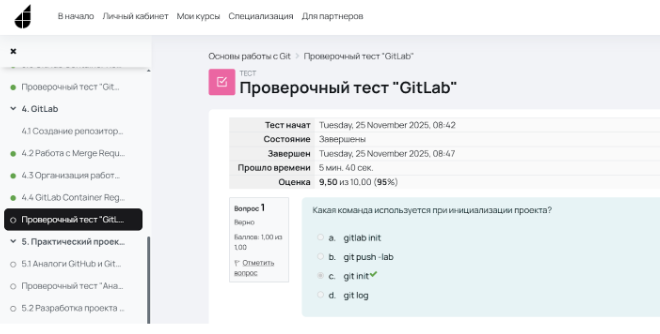 В начало Личный кабинет Мои курсы Специализация Для партнеров
Основы работы с Git > Проверочный тест "GitLab"
ТЕСТ
Проверочный тест "GitLab"
Проверочный тест "Git...
4. GitLab
4.1 Создание репозитор...
4.2 Работа с Merge Requ...
4.3 Организация работ...
4.4 GitLab Container Reg...
Проверочный тест "GitL...
5. Практический проек...
5.1 Аналоги GitHub и Git...
Проверочный тест "Ана...
5.2 Разработка проекта ...
Тест начат Tuesday, 25 November 2025, 08:42
Состояние Завершены
Завершен Tuesday, 25 November 2025, 08:47
Прошло времени 5 мин. 40 сек.
Оценка 9,50 из 10,00 (95%)
Вопрос 1
Верно
Баллов: 1,00 из
1,00
Отметить
вопрос
Какая команда используется при инициализации проекта?
a. gitlab init
b. git push -lab
c. git init
d. git log